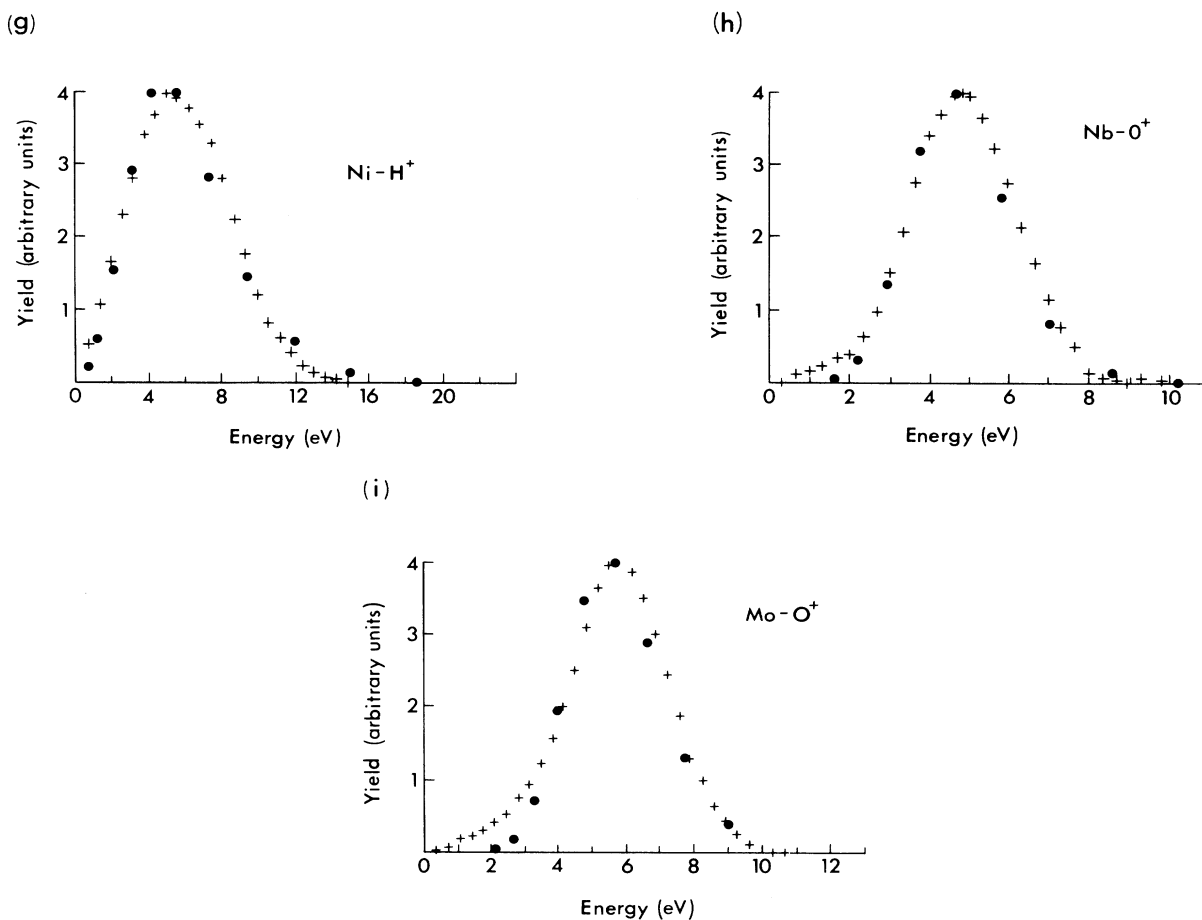 (g)
Yield (arbitrary units)
4
3
2
1
0 4 8 12 16 20
Energy (eV)
Ni-H+
(h)
Yield (arbitrary units)
4
3
2
1
0 2 4 6 8 10
Energy (eV)
Nb-O+
(i)
Yield (arbitrary units)
4
3
2
1
0 2 4 6 8 10 12
Energy (eV)
Mo-O+